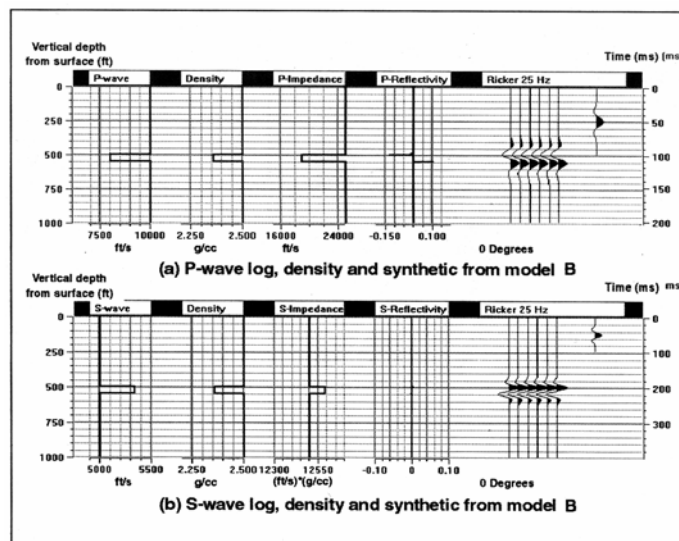 Vertical depth
from surface (ft)
Time (ms) (ms
P-wave Density P-Impedance P-Reflectivity Ricker 25 Hz
0 0
250 50
500 100
750 150
1000 200
7500 10000 2.250 2.500 16000 24000 -0.150 0.100
ft/s g/cc ft/s 0 Degrees
(a) P-wave log, density and synthetic from model B
Vertical depth
from surface (ft)
Time (ms) ms
S-wave Density S-Impedance S-Reflectivity Ricker 25 Hz
0 0
250 100
500 200
750 300
1000
5000 5500 2.250 2.500 12300 12550 -0.10 0 0.10
ft/s g/cc (ft/s)*(g/cc) 0 Degrees
(b) S-wave log, density and synthetic from model B